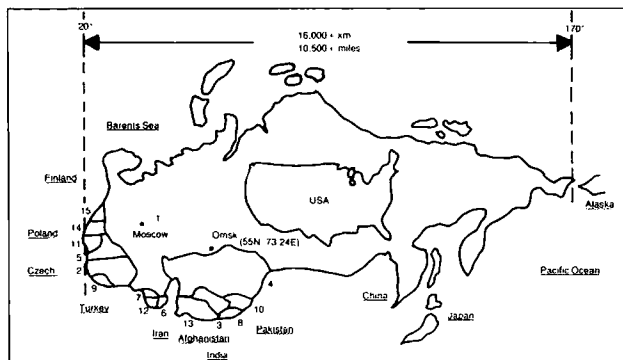 20°
170°
16.000 + km
10.500 + miles
Barents Sea
Finland
Alaska
USA
15
14
1
Moscow
Poland
11
Omsk (55N 73 24E)
5
Czech
2
4
Pacific Ocean
9
7
10
China
Turkey
12
6
3
8
Japan
Iran
13
Pakistan
Afghanistan
India